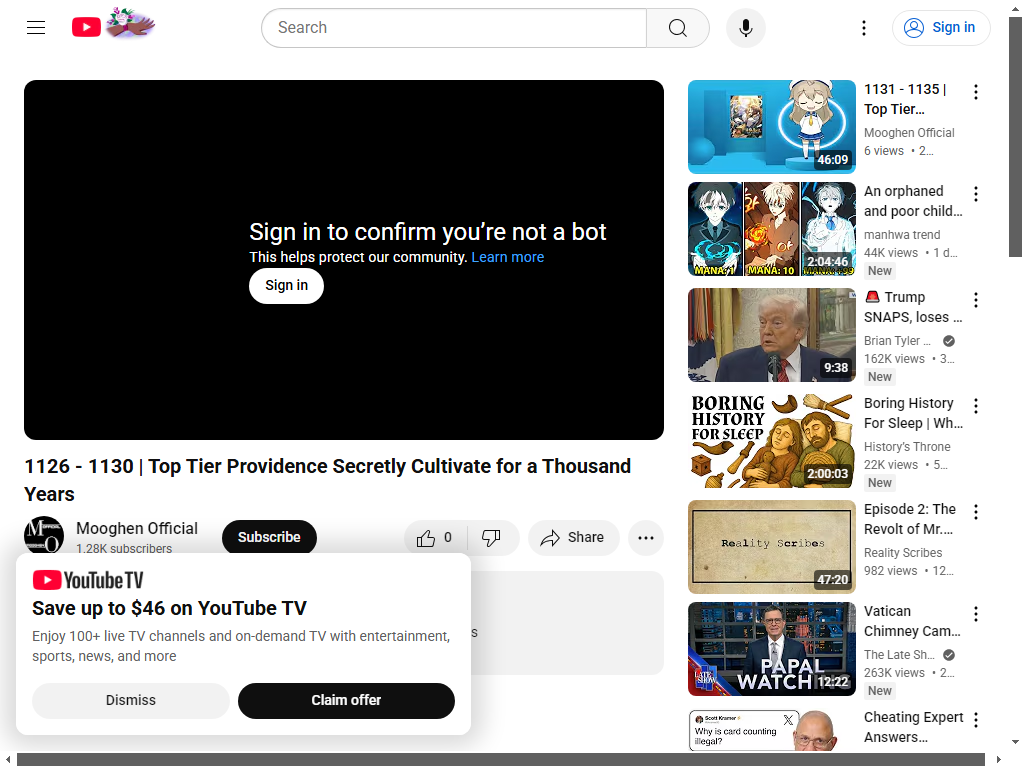 Search
Sign in
Sign in to confirm you’re not a bot
This helps protect our community. Learn more
Sign in
1126 - 1130 | Top Tier Providence Secretly Cultivate for a Thousand
Years
Mooghen Official
1.28K subscribers
Subscribe
0
Share
s
YouTube TV
Save up to $46 on YouTube TV
Enjoy 100+ live TV channels and on-demand TV with entertainment,
sports, news, and more
Dismiss
Claim offer
46:09
1131 - 1135 |
Top Tier…
Mooghen Official
6 views • 2…
MANA: 1
MANA: 10
2:04:46
An orphaned
and poor child…
manhwa trend
44K views • 1 d…
New
9:38
🚨 Trump
SNAPS, loses …
Brian Tyler …
162K views • 3…
New
BORING
HISTORY
FOR SLEEP
2:00:03
Boring History
For Sleep | Wh…
History’s Throne
22K views • 5…
New
Reality Scribes
47:20
Episode 2: The
Revolt of Mr.…
Reality Scribes
982 views • 12…
LATE SHOW
PAPAL
WATCHING
12:22
Vatican
Chimney Cam…
The Late Sh…
263K views • 2…
New
Scott Kramer
Why is card counting
illegal?
Cheating Expert
Answers…